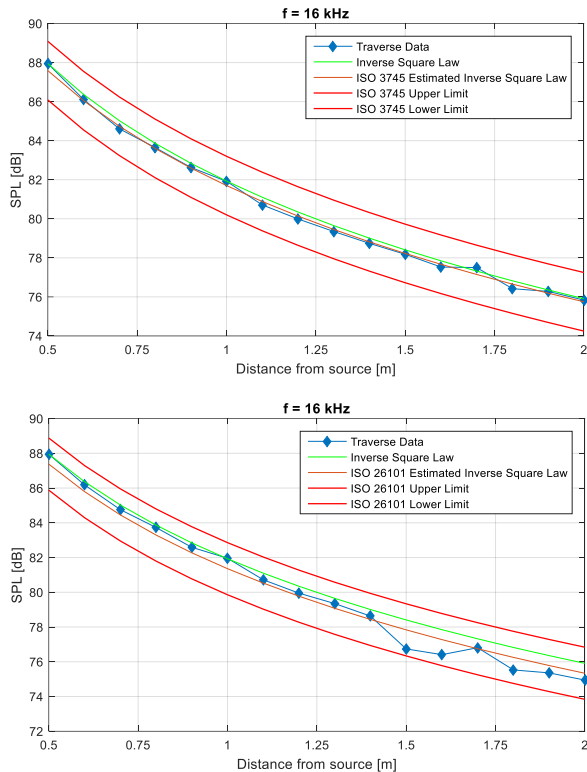 f = 16 kHz
90
88
86
84
82
80
78
76
74
SPL [dB]
Traverse Data
Inverse Square Law
ISO 3745 Estimated Inverse Square Law
ISO 3745 Upper Limit
ISO 3745 Lower Limit
0.5 0.75 1 1.25 1.5 1.75 2
Distance from source [m]
f = 16 kHz
90
88
86
84
82
80
78
76
74
72
SPL [dB]
Traverse Data
Inverse Square Law
ISO 26101 Estimated Inverse Square Law
ISO 26101 Upper Limit
ISO 26101 Lower Limit
0.5 0.75 1 1.25 1.5 1.75 2
Distance from source [m]